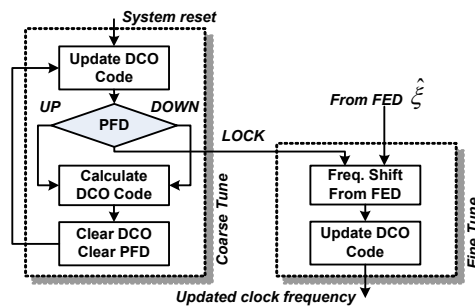 System reset
Update DCO
Code
UP
DOWN
PFD
From FED ξ̂
LOCK
Calculate
DCO Code
Clear DCO
Clear PFD
Coarse Tune
Freq. Shift
From FED
Update DCO
Code
Fine Tune
Updated clock frequency